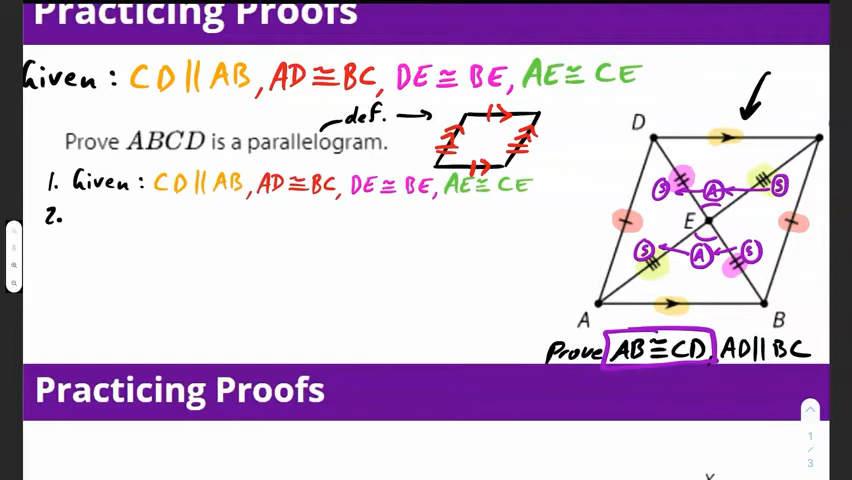 Practicing Proofs
Given : CD || AB, AD ≅ BC, DE ≅ BE, AE ≅ CE
def.
Prove ABCD is a parallelogram.
1. Given : CD || AB, AD ≅ BC, DE ≅ BE, AE ≅ CE
2.
D
S A S
E
S A S
A B
Prove AB ≅ CD, AD || BC
Practicing Proofs
1
/
3